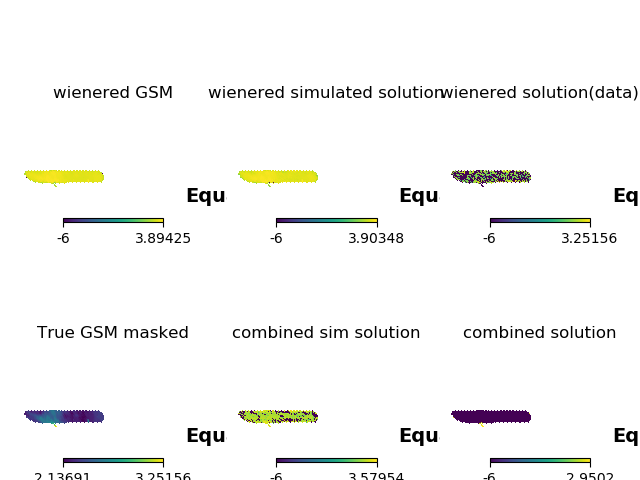 wienered GSM
wienered simulated solution
wienered solution(data)
Equ
Equ
Eq
-6 3.89425
-6 3.90348
-6 3.25156
True GSM masked
combined sim solution
combined solution
Equ
Equ
Eq
2.13691 3.25156
-6 3.57954
-6 2.9502